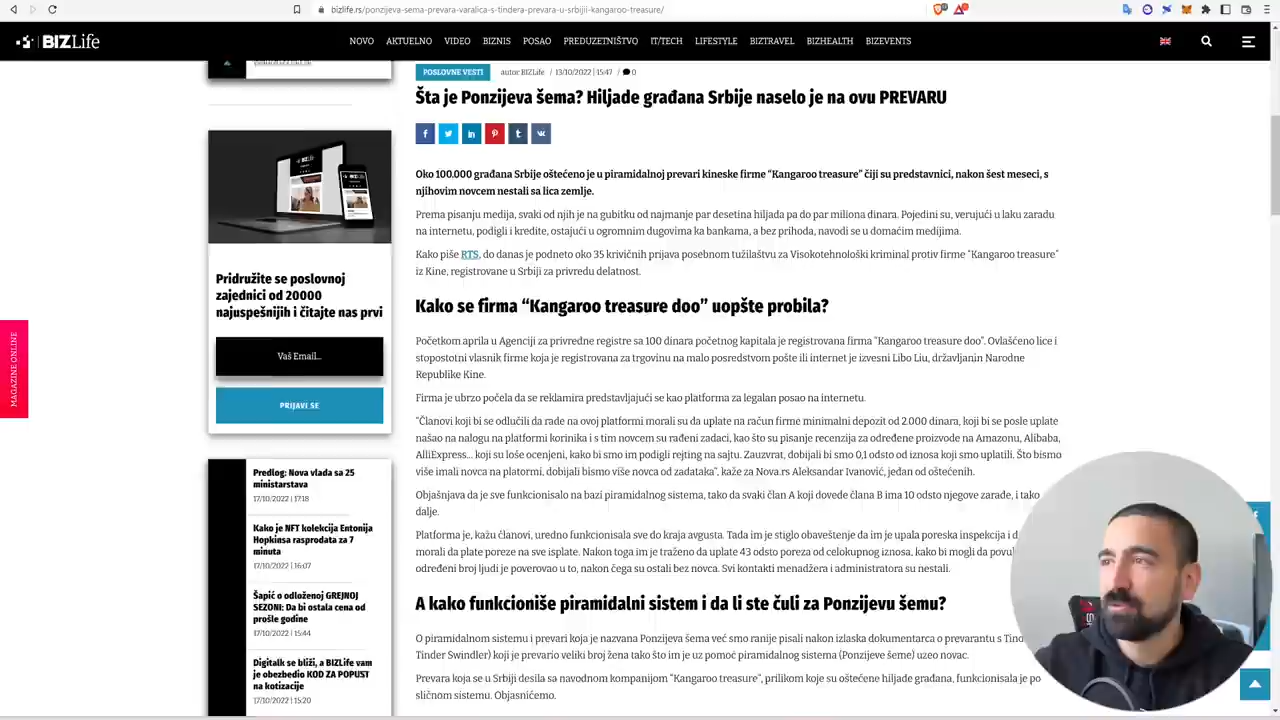 bizlife.rs/ponzijeva-sema-prevara-varalica-s-tindera-prevara-u-srbijii-kangaroo-treasure/
BIZLife
NOVO AKTUELNO VIDEO BIZNIS POSAO PREDUZETNIŠTVO IT/TECH LIFESTYLE BIZTRAVEL BIZHEALTH BIZEVENTS
POSLOVNE VESTI autor BIZLife / 13/10/2022 | 15:47 / 0
Šta je Ponzijeva šema? Hiljade građana Srbije naselo je na ovu PREVARU
Oko 100.000 građana Srbije oštećeno je u piramidalnoj prevari kineske firme “Kangaroo treasure” čiji su predstavnici, nakon šest meseci, s
njihovim novcem nestali sa lica zemlje.
Prema pisanju medija, svaki od njih je na gubitku od najmanje par desetina hiljada pa do par miliona dinara. Pojedini su, verujući u laku zaradu
na internetu, podigli i kredite, ostajući u ogromnim dugovima ka bankama, a bez prihoda, navodi se u domaćim medijima.
Kako piše RTS, do danas je podneto oko 35 krivičnih prijava posebnom tužilaštvu za Visokotehnološki kriminal protiv firme “Kangaroo treasure”
iz Kine, registrovane u Srbiji za privredu delatnost.
Kako se firma “Kangaroo treasure doo” uopšte probila?
Početkom aprila u Agenciji za privredne registre sa 100 dinara početnog kapitala je registrovana firma “Kangaroo treasure doo”. Ovlašćeno lice i
stopostotni vlasnik firme koja je registrovana za trgovinu na malo posredstvom pošte ili internet je izvesni Libo Liu, državljanin Narodne
Republike Kine.
Firma je ubrzo počela da se reklamira predstavljajući se kao platforma za legalan posao na internetu.
“Članovi koji bi se odlučili da rade na ovoj platformi morali su da uplate na račun firme minimalni depozit od 2.000 dinara, koji bi se posle uplate
našao na nalogu na platformi korinika i s tim novcem su rađeni zadaci, kao što su pisanje recenzija za određene proizvode na Amazonu, Alibaba,
AlliExpress... koji su loše ocenjeni, kako bi im podigli rejting na sajtu. Zauzvrat, dobijali bi smo 0,1 odsto od iznosa koji smo uplatili. Što bismo
više imali novca na platormi, dobijali bismo više novca od zadataka”, kaže za Nova.rs Aleksandar Ivanović, jedan od oštećenih.
Objašnjava da je sve funkcionisalo na bazi piramidalnog sistema, tako da svaki član A koji dovede člana B ima 10 odsto njegove zarade, i tako
dalje.
Platforma je, kažu članovi, uredno funkcionisala sve do kraja avgusta. Tada im je stiglo obaveštenje da im je upala poreska inspekcija i d
morali da plate poreze na sve isplate. Nakon toga im je traženo da uplate 43 odsto poreza od celokupnog iznosa, kako bi mogli da povu
određeni broj ljudi je poverovao u to, nakon čega su ostali bez novca. Svi kontakti menadžera i administratora su nestali.
A kako funkcioniše piramidalni sistem i da li ste čuli za Ponzijevu šemu?
O piramidalnom sistemu i prevari koja je nazvana Ponzijeva šema već smo ranije pisali nakon izlaska dokumentarca o prevarantu s Tind
Tinder Swindler) koji je prevario veliki broj žena tako što im je uz pomoć piramidalnog sistema (Ponzijeve šeme) uzeo novac.
Prevara koja se u Srbiji desila sa navodnom kompanijom “Kangaroo treasure”, prilikom koje su oštećene hiljade građana, funkcionisala je po
sličnom sistemu. Objasnićemo.
Pridružite se poslovnoj
zajednici od 20000
najuspešnijih i čitajte nas prvi
Vaš Email...
PRIJAVI SE
MAGAZINE ONLINE
Predlog: Nova vlada sa 25
ministarstava
17/10/2022 | 17:18
Kako je NFT kolekcija Entonija
Hopkinsa rasprodata za 7
minuta
17/10/2022 | 16:07
Šapić o odloženoj GREJNOJ
SEZONI: Da bi ostala cena od
prošle godine
17/10/2022 | 15:44
Digitalk se bliži, a BIZLife vam
je obezbedio KOD ZA POPUST
na kotizacije
17/10/2022 | 15:20